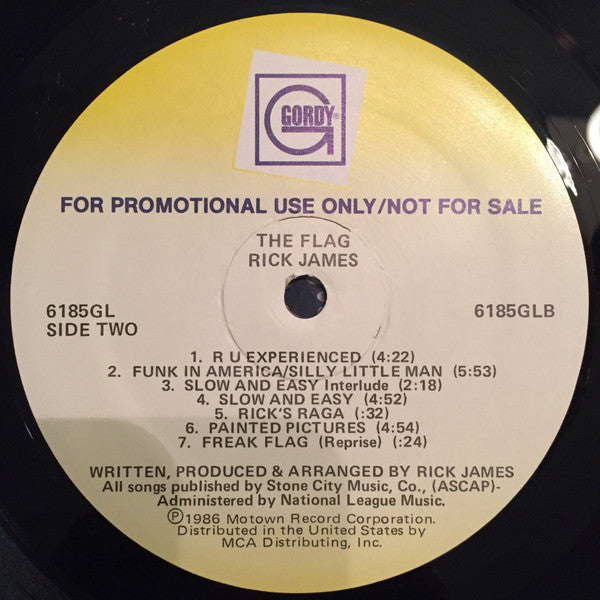 GORDY®
FOR PROMOTIONAL USE ONLY/NOT FOR SALE
THE FLAG
RICK JAMES
6185GL
SIDE TWO
6185GLB
1. R U EXPERIENCED (4:22)
2. FUNK IN AMERICA/SILLY LITTLE MAN (5:53)
3. SLOW AND EASY Interlude (2:18)
4. SLOW AND EASY (4:52)
5. RICK'S RAGA (:32)
6. PAINTED PICTURES (4:54)
7. FREAK FLAG (Reprise) (:24)
WRITTEN, PRODUCED & ARRANGED BY RICK JAMES
All songs published by Stone City Music, Co., (ASCAP)-
Administered by National League Music.
Ⓟ1986 Motown Record Corporation.
Distributed in the United States by
MCA Distributing, Inc.